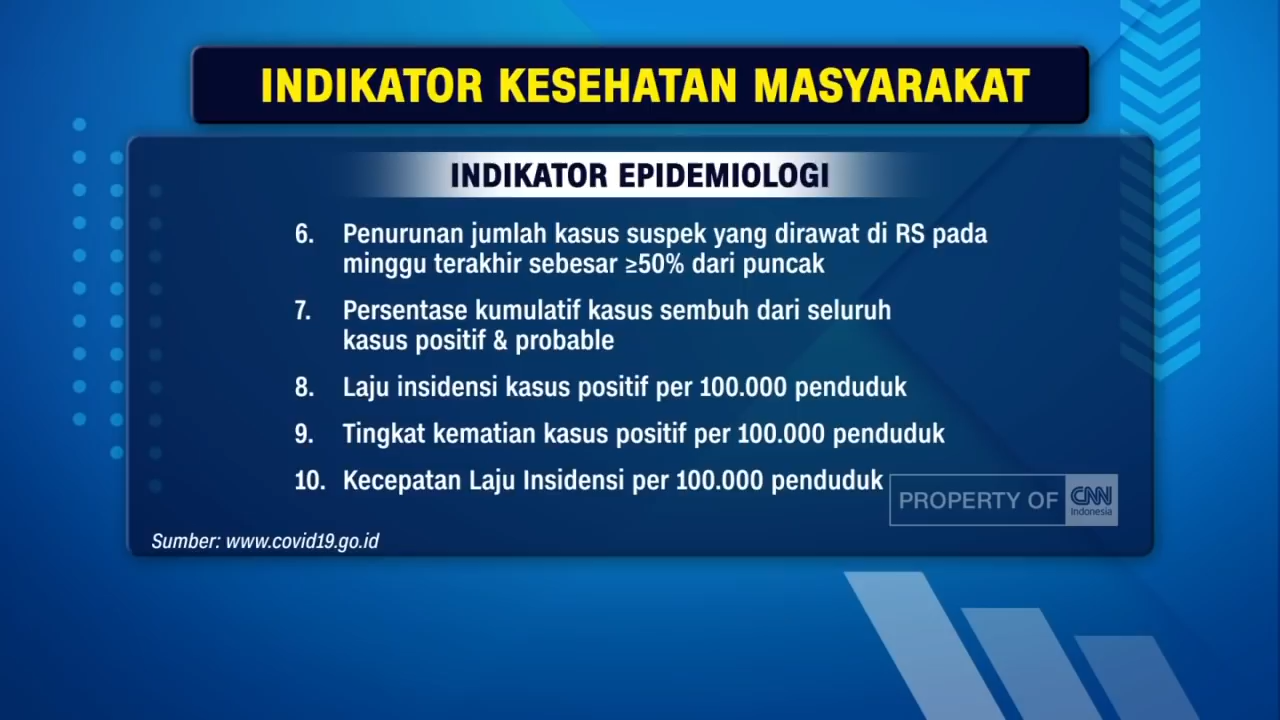 INDIKATOR KESEHATAN MASYARAKAT
INDIKATOR EPIDEMIOLOGI
6. Penurunan jumlah kasus suspek yang dirawat di RS pada
minggu terakhir sebesar ≥50% dari puncak
7. Persentase kumulatif kasus sembuh dari seluruh
kasus positif & probable
8. Laju insidensi kasus positif per 100.000 penduduk
9. Tingkat kematian kasus positif per 100.000 penduduk
10. Kecepatan Laju Insidensi per 100.000 penduduk
PROPERTY OF CNN
Indonesia
Sumber: www.covid19.go.id